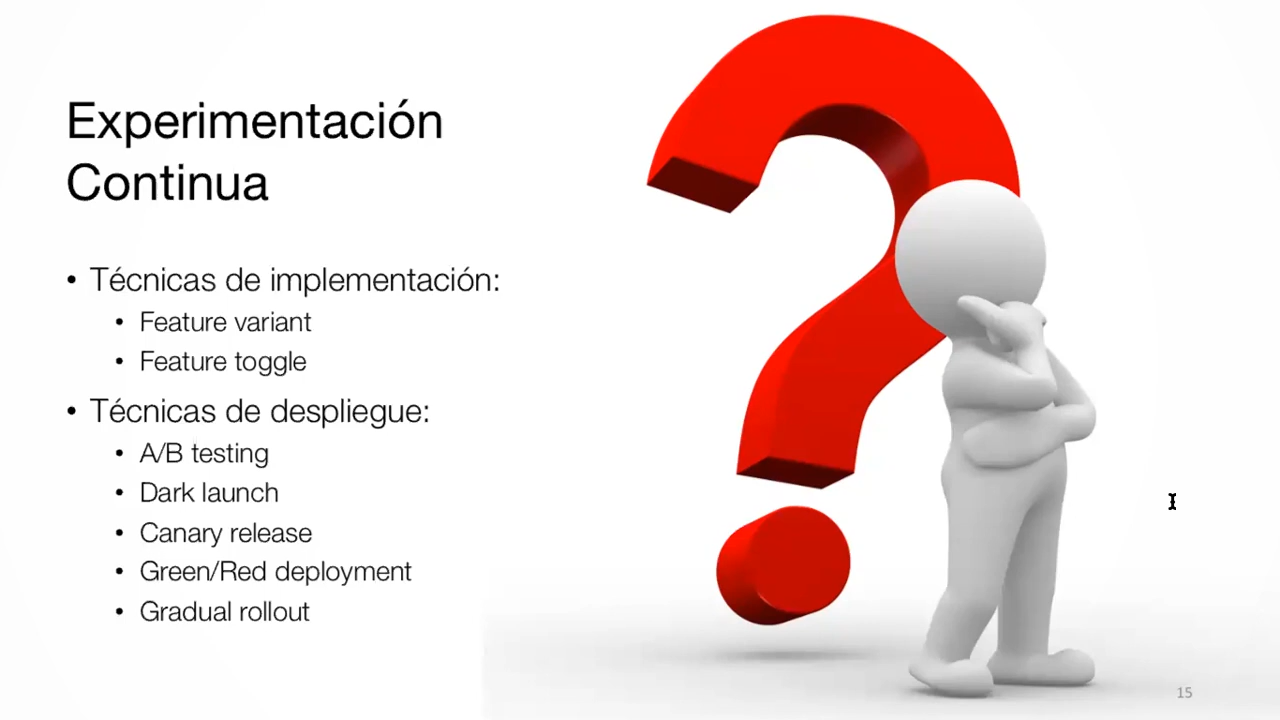 Experimentación
Continua
• Técnicas de implementación:
• Feature variant
• Feature toggle
• Técnicas de despliegue:
• A/B testing
• Dark launch
• Canary release
• Green/Red deployment
• Gradual rollout
15